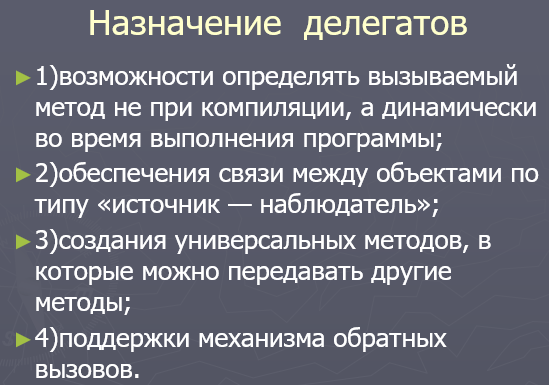 Назначение делегатов
►1)возможности определять вызываемый
метод не при компиляции, а динамически
во время выполнения программы;
►2)обеспечения связи между объектами по
типу «источник — наблюдатель»;
►3)создания универсальных методов, в
которые можно передавать другие
методы;
►4)поддержки механизма обратных
вызовов.